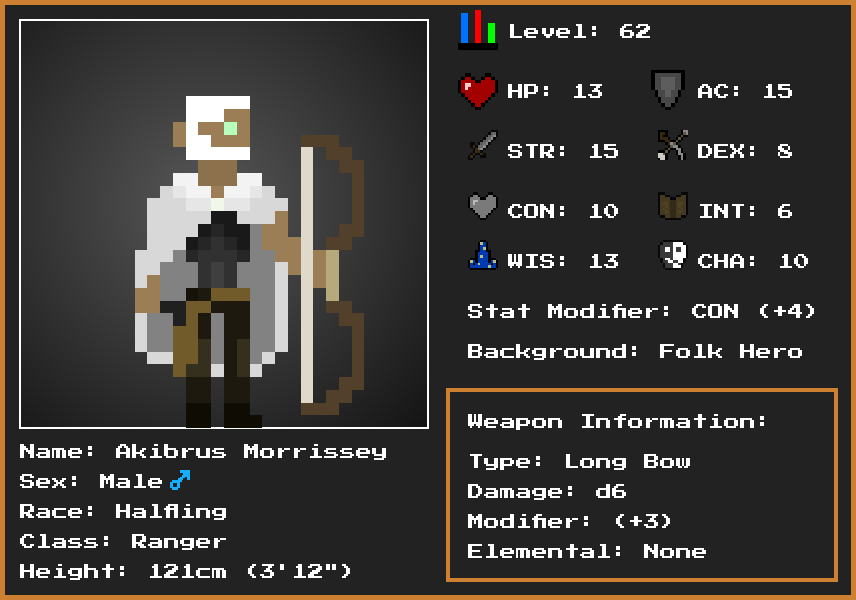 Level: 62
HP: 13 AC: 15
STR: 15 DEX: 8
CON: 10 INT: 6
WIS: 13 CHA: 10
Stat Modifier: CON (+4)
Background: Folk Hero
Weapon Information:
Type: Long Bow
Damage: d6
Modifier: (+3)
Elemental: None
Name: Akibrus Morrissey
Sex: Male ♂
Race: Halfling
Class: Ranger
Height: 121cm (3'12")